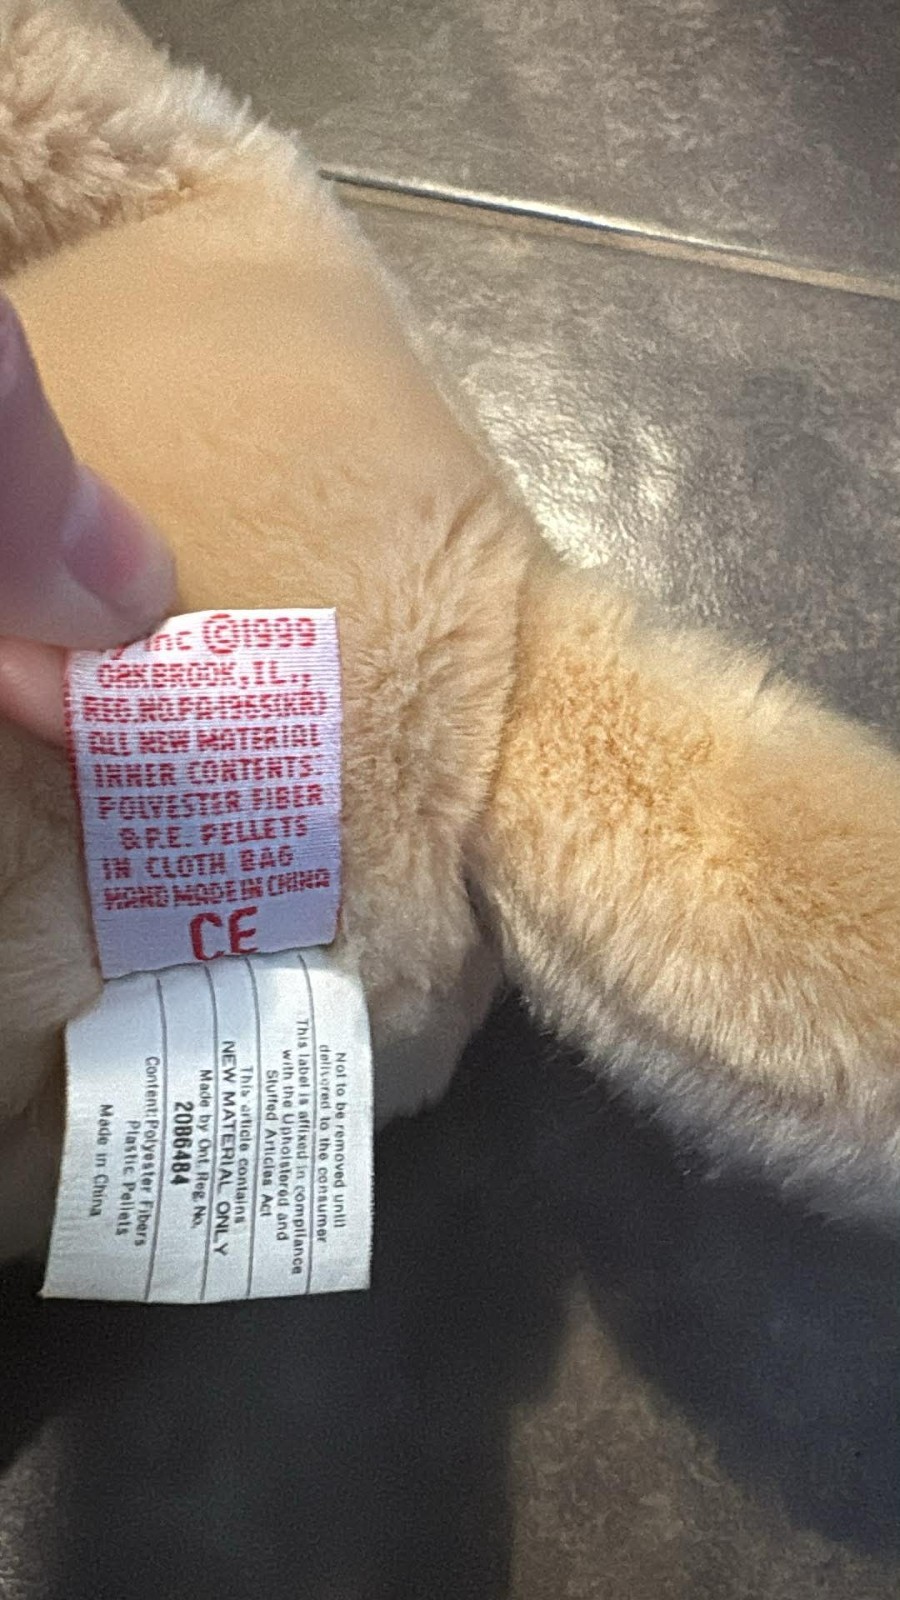 Inc ©1999
OAKBROOK, IL.,
REG.NO.PA-1965(KR)
ALL NEW MATERIAL
INNER CONTENTS:
POLYESTER FIBER
& P.E. PELLETS
IN CLOTH BAG
HAND MADE IN CHINA
CE
Not to be removed until
delivered to the consumer
This label is affixed in compliance
with the Upholstered and
Stuffed Articles Act
This article contains
NEW MATERIAL ONLY
Made by Ont. Reg. No.
2086484
Content: Polyester Fibers
Plastic Pellets
Made in China